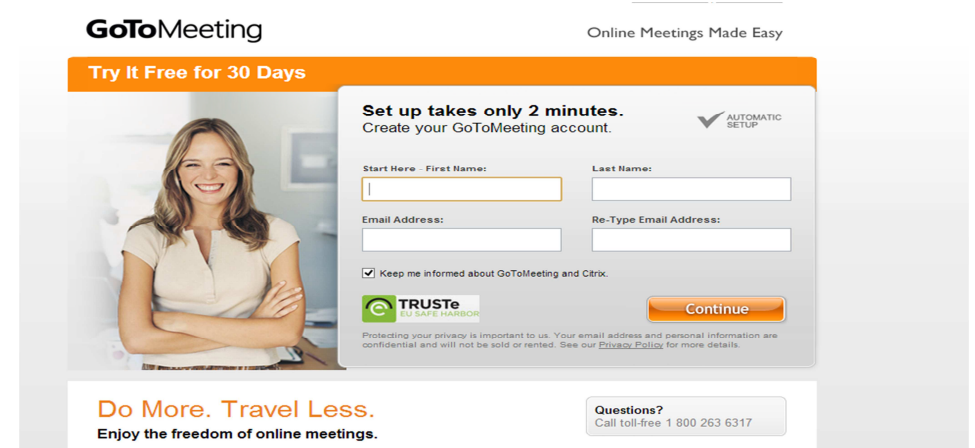 GoToMeeting
Online Meetings Made Easy
Try It Free for 30 Days
Set up takes only 2 minutes.
Create your GoToMeeting account.
AUTOMATIC
SETUP
Start Here - First Name:
Last Name:
Email Address:
Re-Type Email Address:
Keep me informed about GoToMeeting and Citrix.
TRUSTe
EU SAFE HARBOR
Continue
Protecting your privacy is important to us. Your email address and personal information are
confidential and will not be sold or rented. See our Privacy Policy for more details.
Do More. Travel Less.
Enjoy the freedom of online meetings.
Questions?
Call toll-free 1 800 263 6317